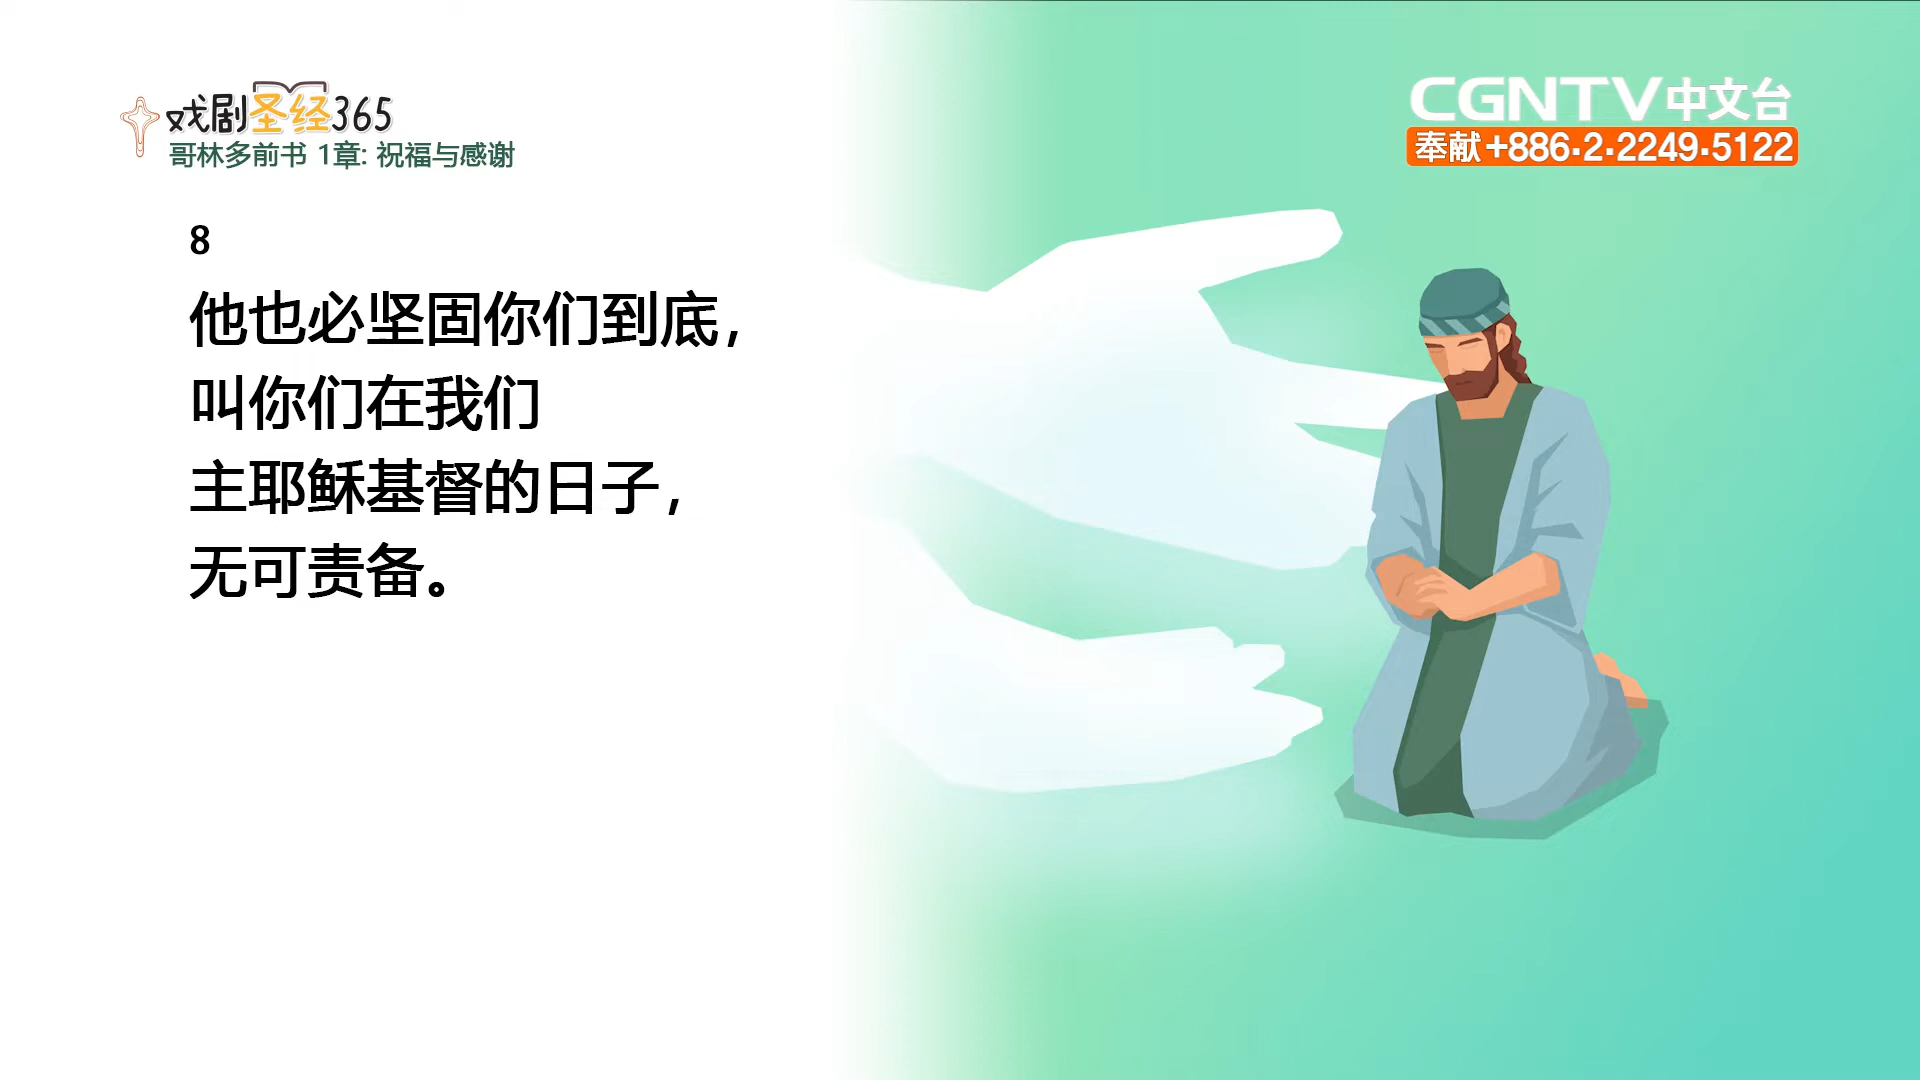 戏剧圣经365
哥林多前书 1章: 祝福与感谢
CGNTV中文台
奉献+886·2·2249·5122
8
他也必坚固你们到底，
叫你们在我们
主耶稣基督的日子，
无可责备。